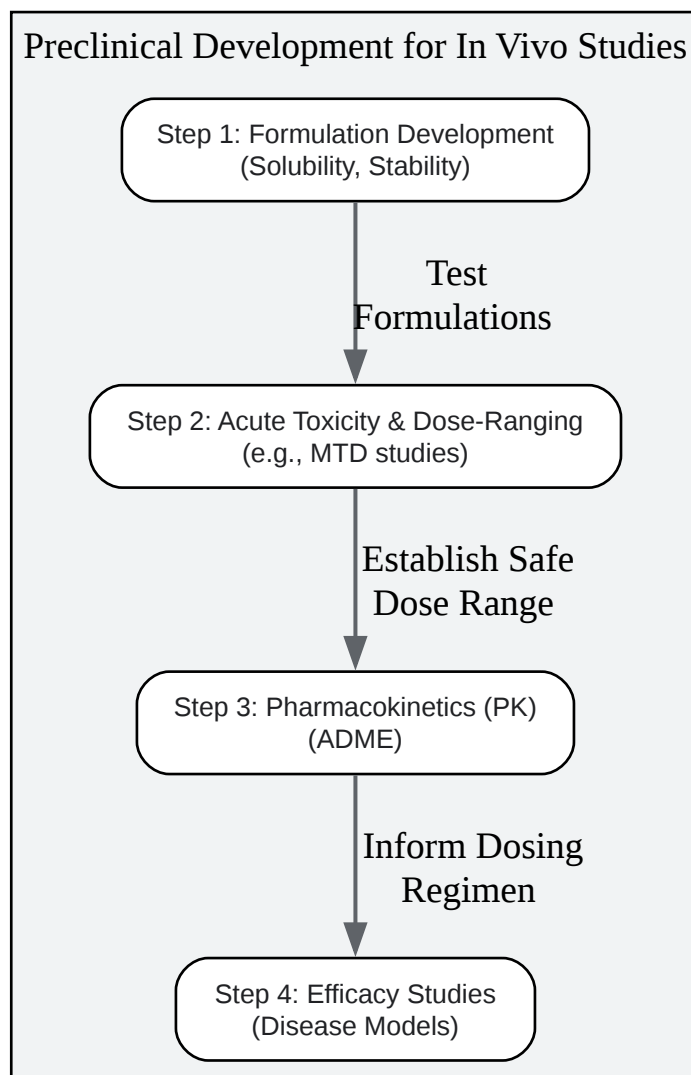 Preclinical Development for In Vivo Studies
Step 1: Formulation Development
(Solubility, Stability)
Test
Formulations
Step 2: Acute Toxicity & Dose-Ranging
(e.g., MTD studies)
Establish Safe
Dose Range
Step 3: Pharmacokinetics (PK)
(ADME)
Inform Dosing
Regimen
Step 4: Efficacy Studies
(Disease Models)